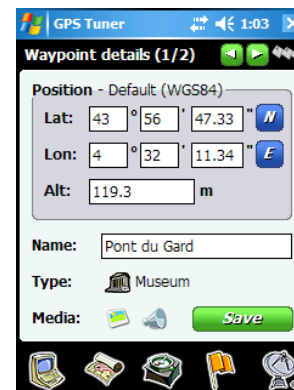 GPS Tuner 1:03
Waypoint details (1/2)
Position - Default (WGS84)
Lat: 43 ° 56 ' 47.33 " N
Lon: 4 ° 32 ' 11.34 " E
Alt: 119.3 m
Name: Pont du Gard
Type: Museum
Media: Save